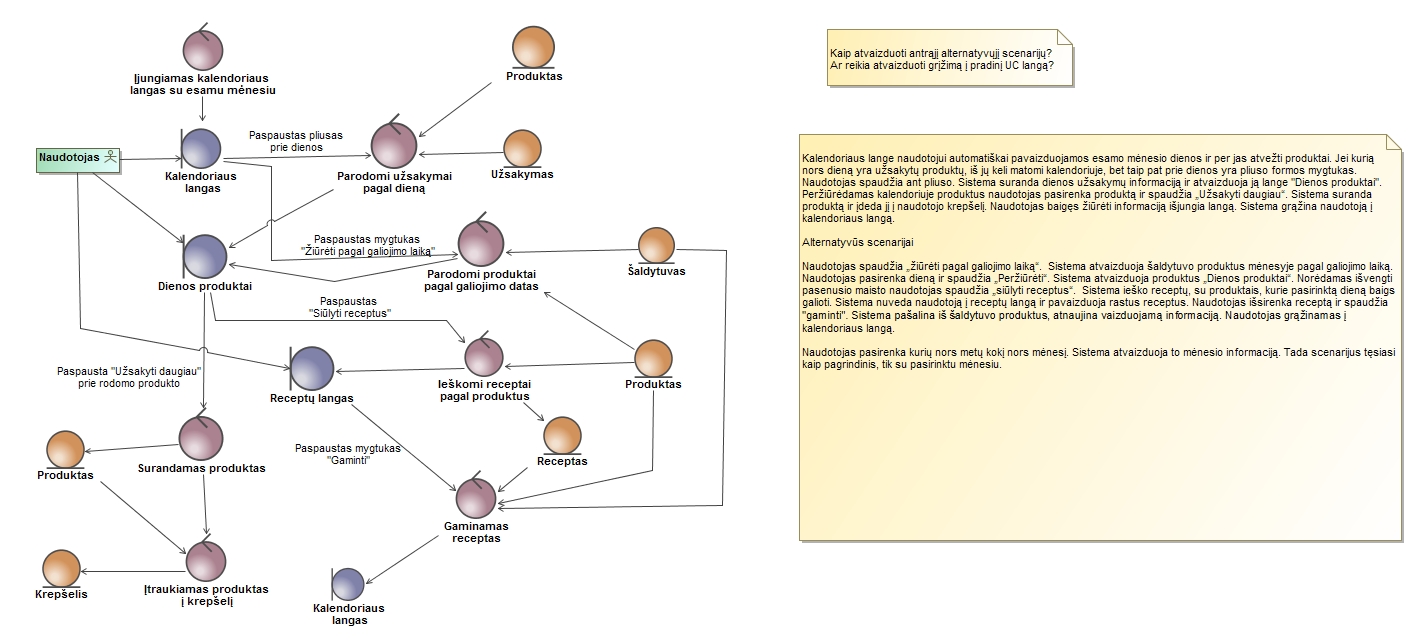 Įjungiamas kalendoriaus
langas su esamu mėnesiu
Produktas
Naudotojas
Kalendoriaus
langas
Paspaustas pliusas
prie dienos
Parodomi užsakymai
pagal dieną
Užsakymas
Dienos produktai
Paspaustas mygtukas
"Žiūrėti pagal galiojimo laiką"
Parodomi produktai
pagal galiojimo datas
Šaldytuvas
Paspaustas
"Siūlyti receptus"
Paspausta "Užsakyti daugiau"
prie rodomo produkto
Receptų langas
Ieškomi receptai
pagal produktus
Produktas
Paspaustas mygtukas
"Gaminti"
Receptas
Produktas
Surandamas produktas
Gaminamas
receptas
Krepšelis
Įtraukiamas produktas
į krepšelį
Kalendoriaus
langas
Kaip atvaizduoti antrąjį alternatyvųjį scenarijų?
Ar reikia atvaizduoti grįžimą į pradinį UC langą?
Kalendoriaus lange naudotojui automatiškai pavaizduojamos esamo mėnesio dienos ir per jas atvežti produktai. Jei kurią
nors dieną yra užsakytų produktų, iš jų keli matomi kalendoriuje, bet taip pat prie dienos yra pliuso formos mygtukas.
Naudotojas spaudžia ant pliuso. Sistema suranda dienos užsakymų informaciją ir atvaizduoja ją lange "Dienos produktai".
Peržiūrėdamas kalendoriuje produktus naudotojas pasirenka produktą ir spaudžia „Užsakyti daugiau“. Sistema suranda
produktą ir įdeda jį į naudotojo krepšelį. Naudotojas baigęs žiūrėti informaciją išjungia langą. Sistema grąžina naudotoją į
kalendoriaus langą.
Alternatyvūs scenarijai
Naudotojas spaudžia „žiūrėti pagal galiojimo laiką“.  Sistema atvaizduoja šaldytuvo produktus mėnesyje pagal galiojimo laiką.
Naudotojas pasirenka dieną ir spaudžia „Peržiūrėti“. Sistema atvaizduoja produktus „Dienos produktai“. Norėdamas išvengti
pasenusio maisto naudotojas spaudžia „siūlyti receptus“.  Sistema ieško receptų, su produktais, kurie pasirinktą dieną baigs
galioti. Sistema nuveda naudotoją į receptų langą ir pavaizduoja rastus receptus. Naudotojas išsirenka receptą ir spaudžia
"gaminti". Sistema pašalina iš šaldytuvo produktus, atnaujina vaizduojamą informaciją. Naudotojas grąžinamas į
kalendoriaus langą.
Naudotojas pasirenka kurių nors metų kokį nors mėnesį. Sistema atvaizduoja to mėnesio informaciją. Tada scenarijus tęsiasi
kaip pagrindinis, tik su pasirinktu mėnesiu.